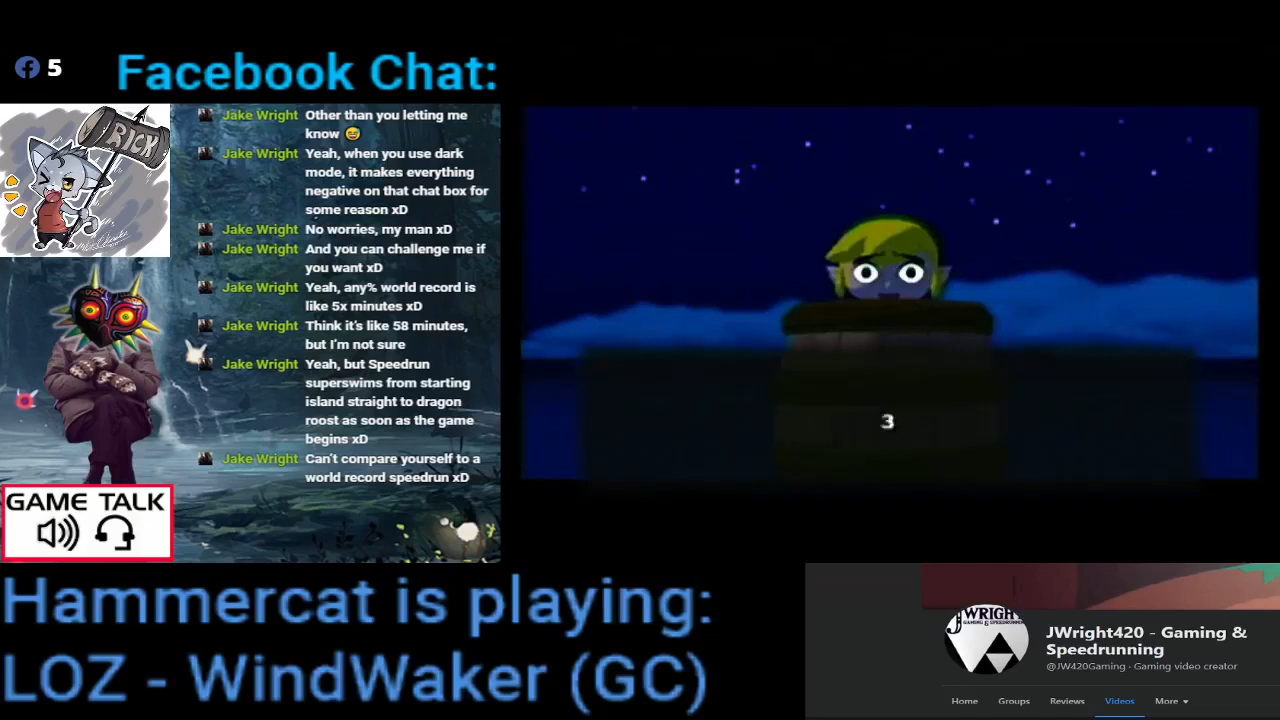 5
Facebook Chat:
RICK
Jake Wright Other than you letting me
know 😅
Jake Wright Yeah, when you use dark
mode, it makes everything
negative on that chat box for
some reason xD
Jake Wright No worries, my man xD
Jake Wright And you can challenge me if
you want xD
Jake Wright Yeah, any% world record is
like 5x minutes xD
Jake Wright Think it's like 58 minutes,
but I'm not sure
Jake Wright Yeah, but Speedrun
superswims from starting
island straight to dragon
roost as soon as the game
begins xD
Jake Wright Can't compare yourself to a
world record speedrun xD
3
GAME TALK
Hammercat is playing:
LOZ - WindWaker (GC)
JWRIGHT
GAMING & SPEEDRUNNING
JWright420 - Gaming &
Speedrunning
@JW420Gaming · Gaming video creator
Home Groups Reviews Videos More